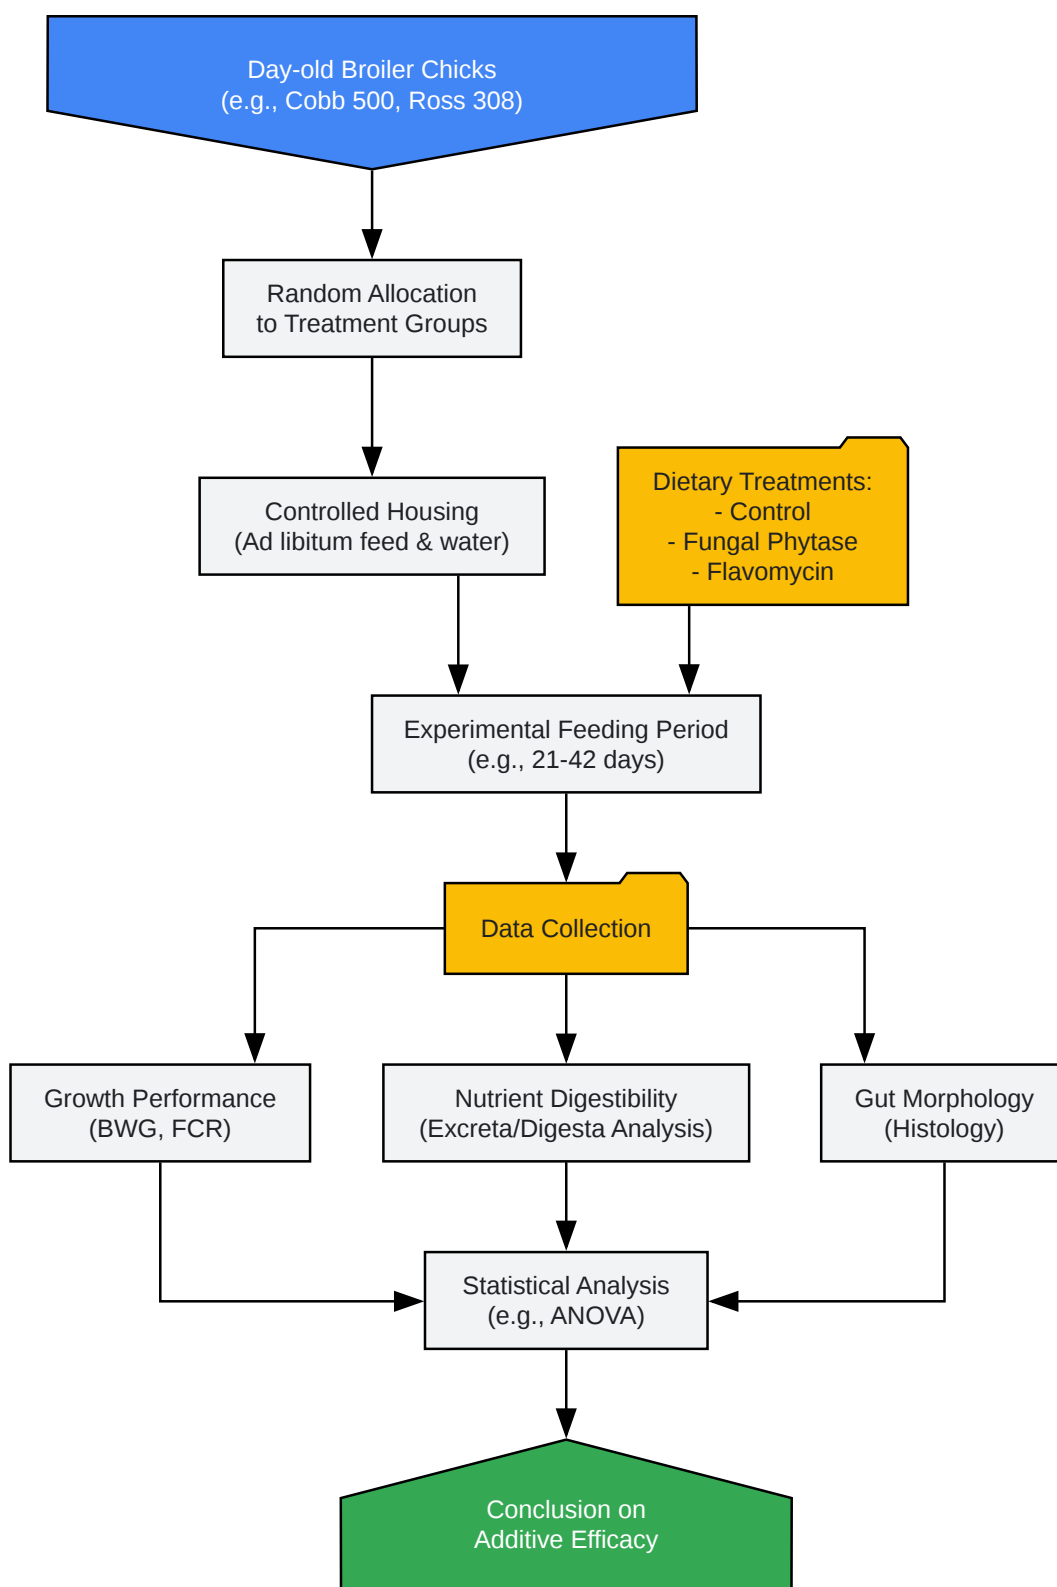 Day-old Broiler Chicks
(e.g., Cobb 500, Ross 308)
Random Allocation
to Treatment Groups
Controlled Housing
(Ad libitum feed & water)
Dietary Treatments:
- Control
- Fungal Phytase
- Flavomycin
Experimental Feeding Period
(e.g., 21-42 days)
Data Collection
Growth Performance
(BWG, FCR)
Nutrient Digestibility
(Excreta/Digesta Analysis)
Gut Morphology
(Histology)
Statistical Analysis
(e.g., ANOVA)
Conclusion on
Additive Efficacy